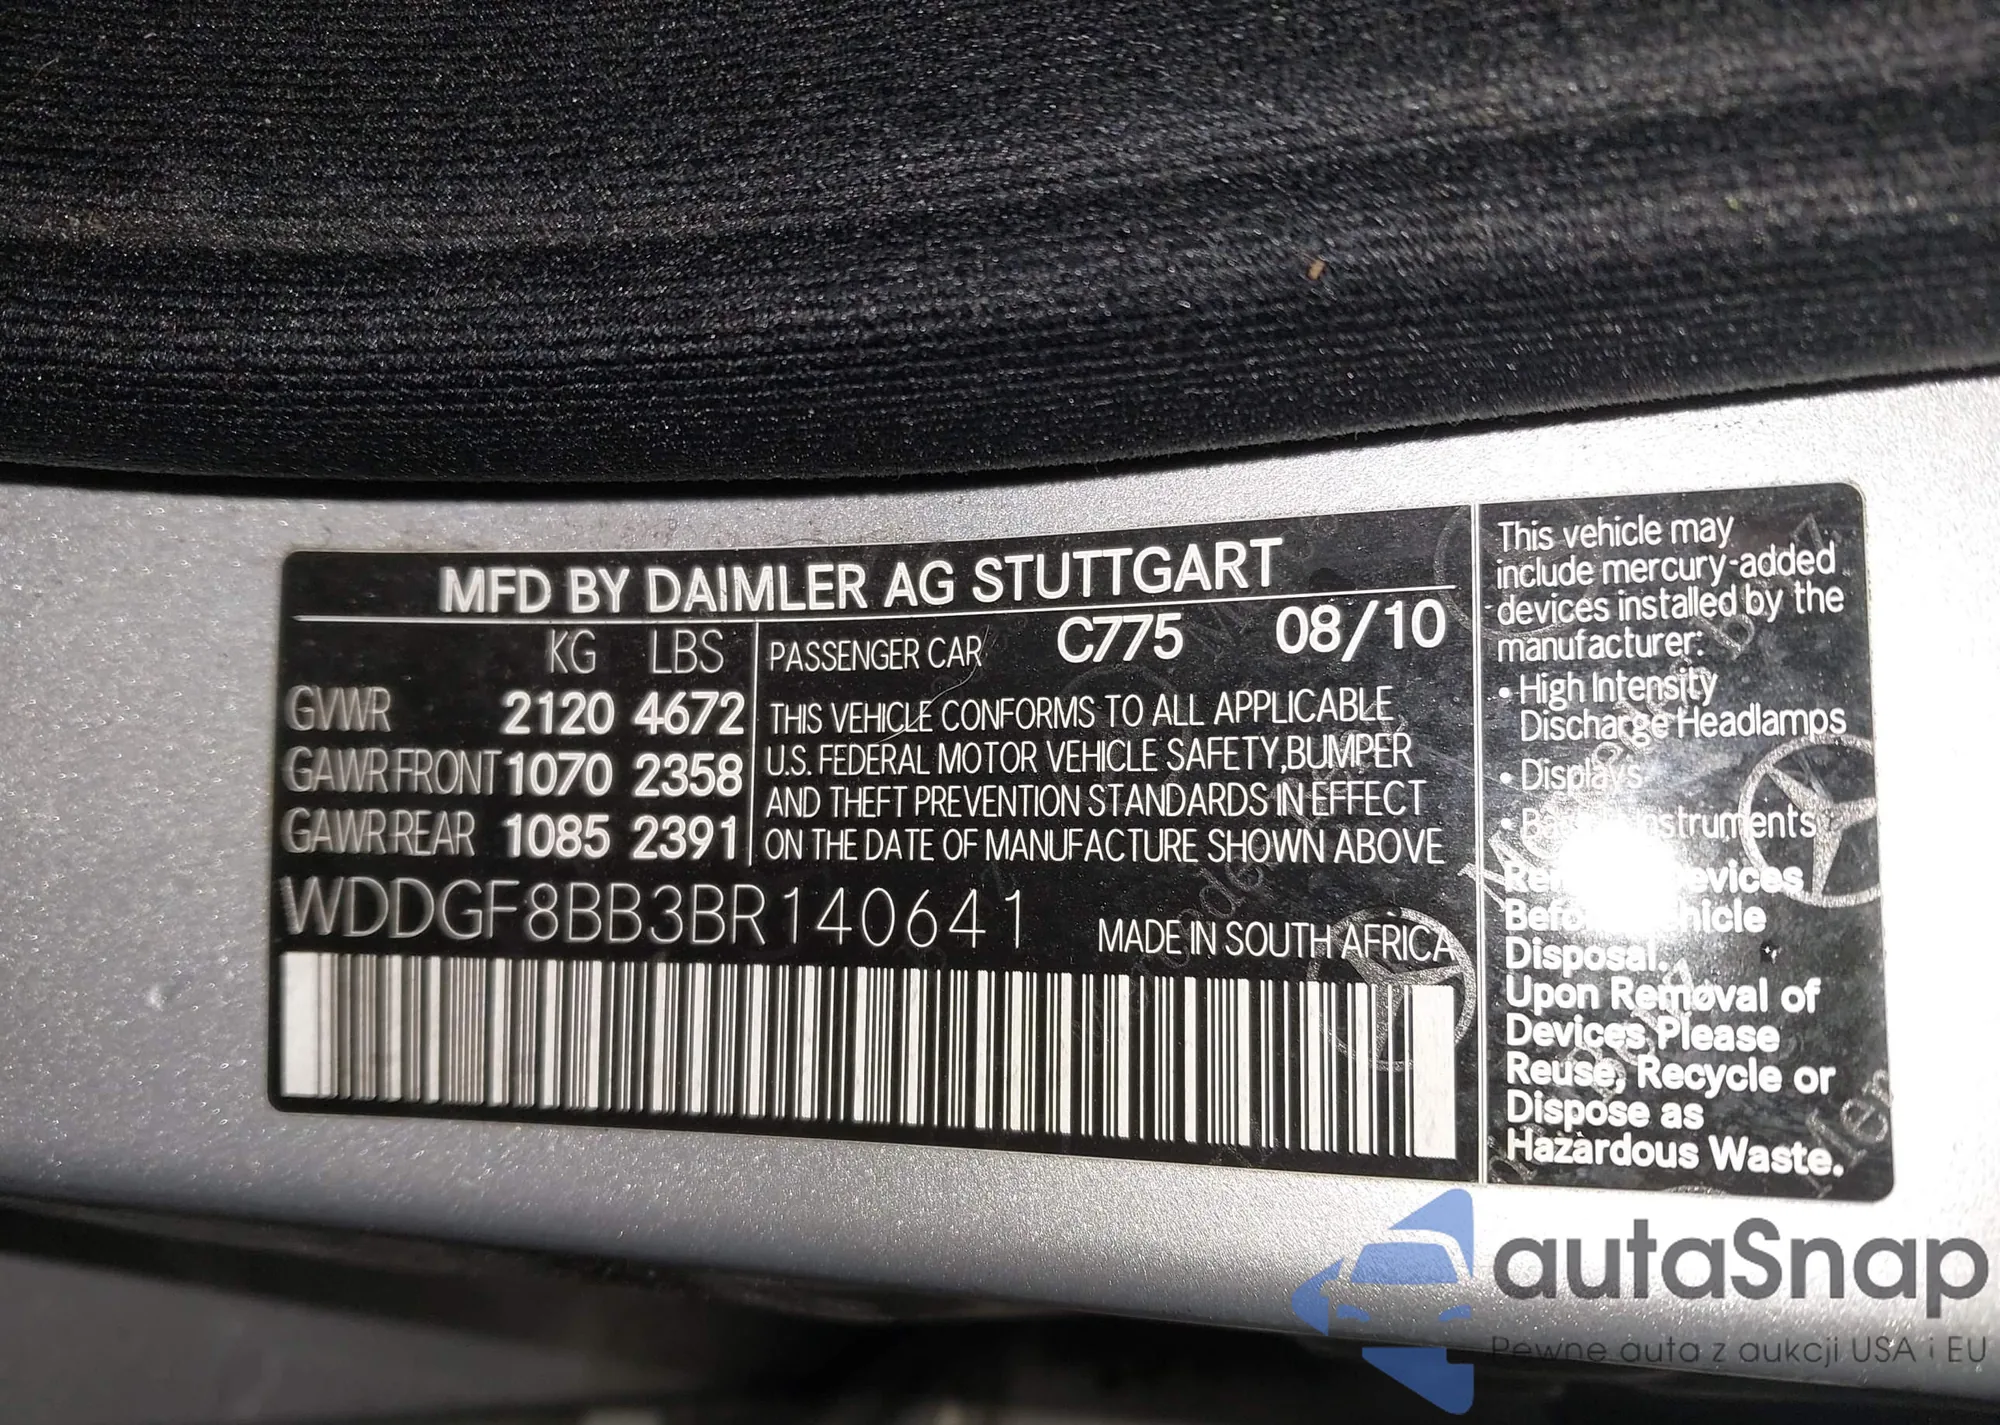 MFD BY DAIMLER AG STUTTGART
KG LBS
GVWR 2120 4672
GAWR FRONT 1070 2358
GAWR REAR 1085 2391
PASSENGER CAR C775 08/10
THIS VEHICLE CONFORMS TO ALL APPLICABLE
U.S. FEDERAL MOTOR VEHICLE SAFETY,BUMPER
AND THEFT PREVENTION STANDARDS IN EFFECT
ON THE DATE OF MANUFACTURE SHOWN ABOVE
WDDGF8BB3BR140641
MADE IN SOUTH AFRICA
This vehicle may
include mercury-added
devices installed by the
manufacturer:
• High Intensity
Discharge Headlamps
• Displays
•
devices
Before Vehicle
Disposal.
Upon Removal of
Devices, Please
Reuse, Recycle or
Dispose as
Hazardous Waste.
autaSnap
Pewne auta z aukcji USA i EU